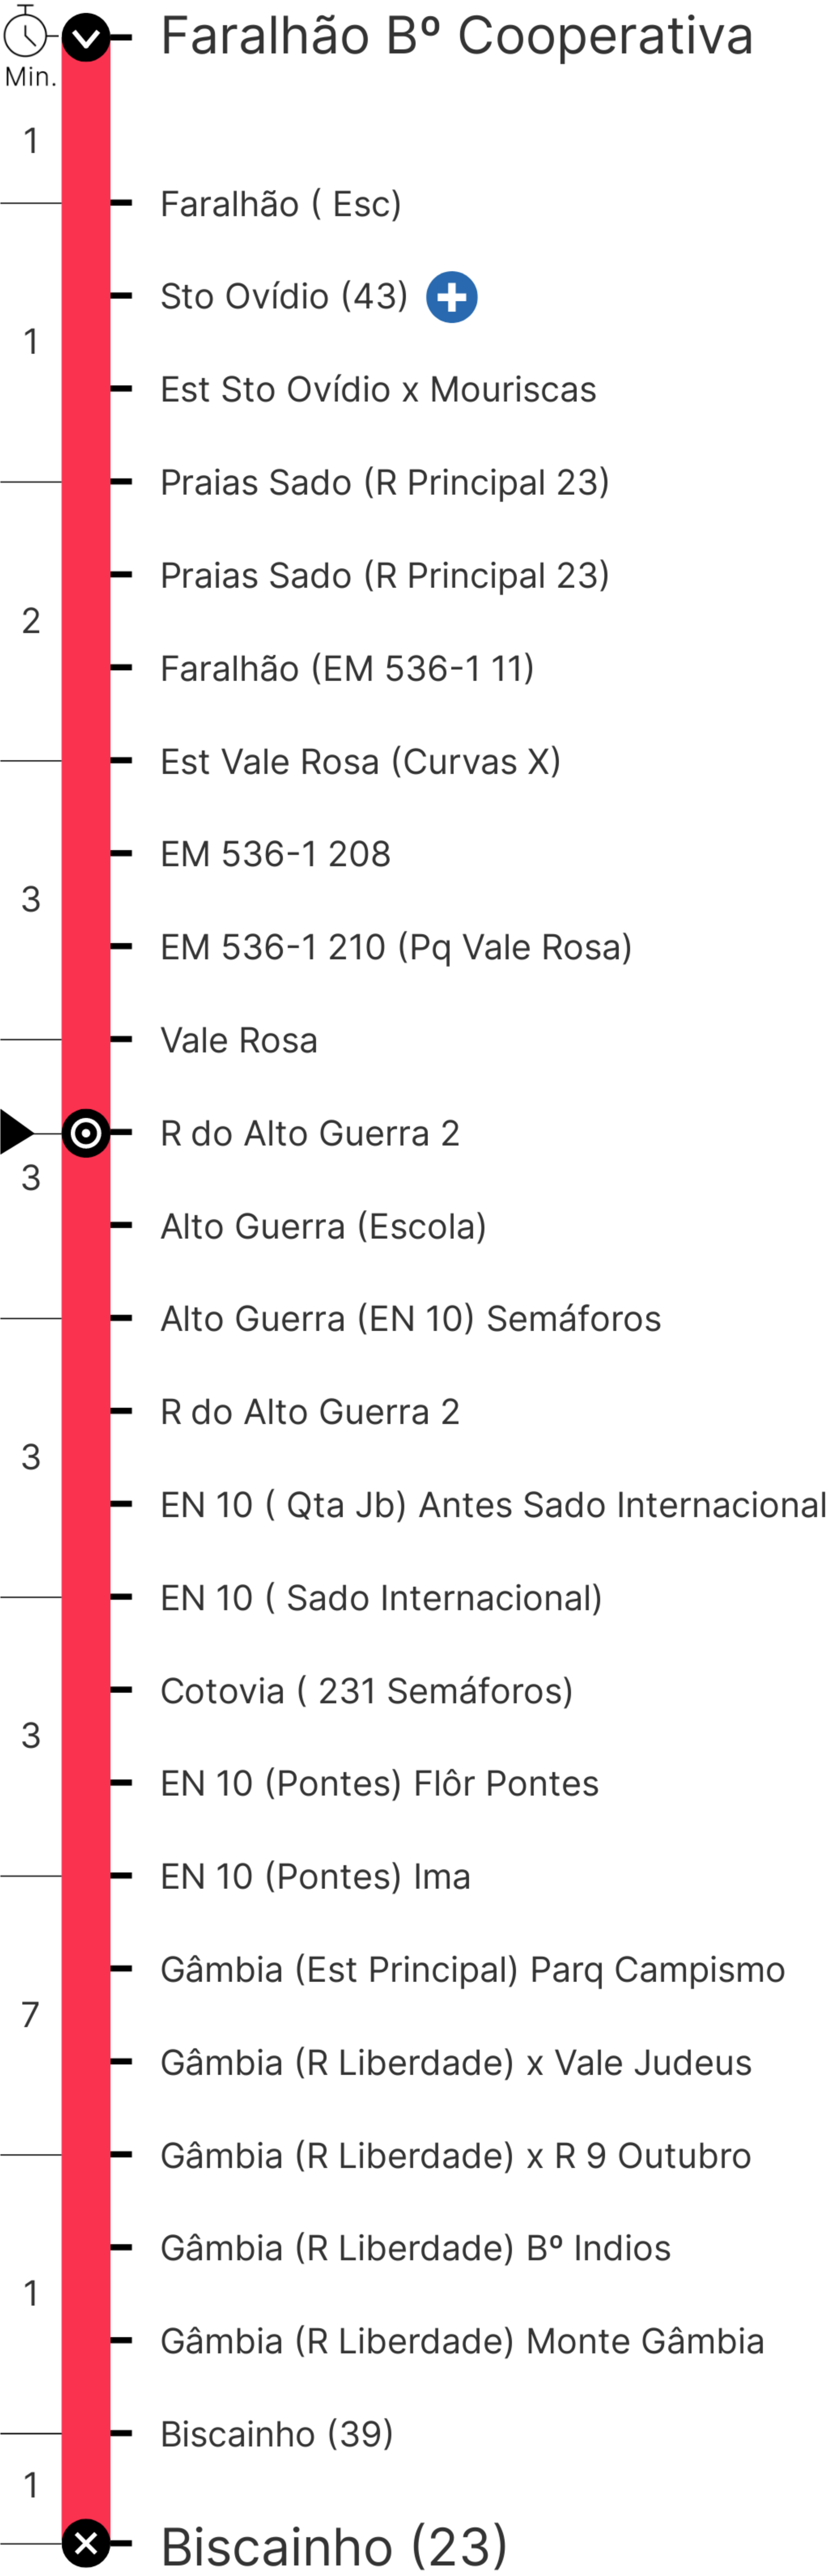 Faralhão Bº Cooperativa
Min.
1
Faralhão ( Esc)
Sto Ovídio (43)
1
Est Sto Ovídio x Mouriscas
Praias Sado (R Principal 23)
Praias Sado (R Principal 23)
2
Faralhão (EM 536-1 11)
Est Vale Rosa (Curvas X)
EM 536-1 208
3
EM 536-1 210 (Pq Vale Rosa)
Vale Rosa
R do Alto Guerra 2
3
Alto Guerra (Escola)
Alto Guerra (EN 10) Semáforos
R do Alto Guerra 2
3
EN 10 ( Qta Jb) Antes Sado Internacional
EN 10 ( Sado Internacional)
Cotovia ( 231 Semáforos)
3
EN 10 (Pontes) Flôr Pontes
EN 10 (Pontes) Ima
Gâmbia (Est Principal) Parq Campismo
7
Gâmbia (R Liberdade) x Vale Judeus
Gâmbia (R Liberdade) x R 9 Outubro
Gâmbia (R Liberdade) Bº Indios
1
Gâmbia (R Liberdade) Monte Gâmbia
Biscainho (39)
1
Biscainho (23)